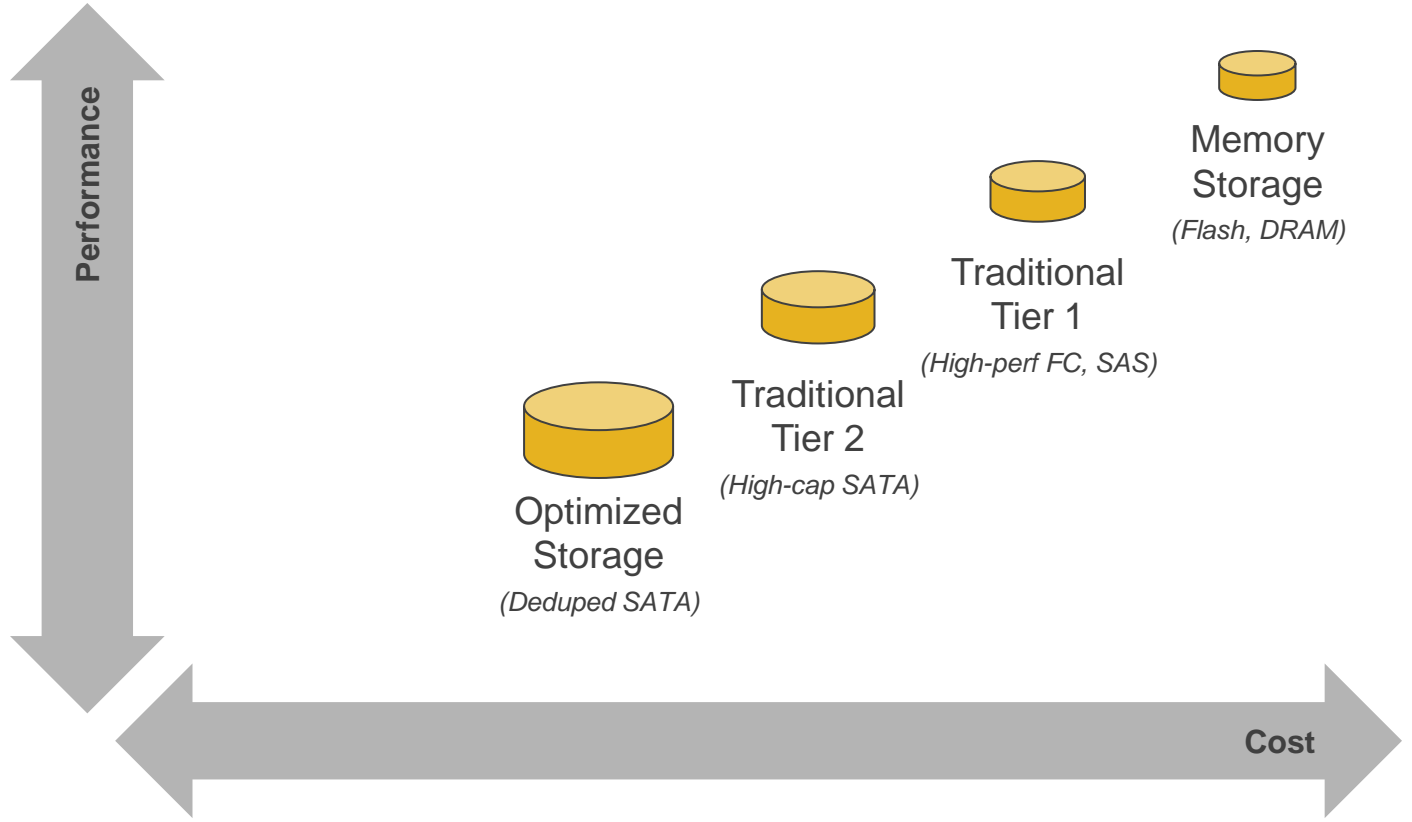 Performance
Memory
Storage
(Flash, DRAM)
Traditional
Tier 1
(High-perf FC, SAS)
Traditional
Tier 2
(High-cap SATA)
Optimized
Storage
(Deduped SATA)
Cost